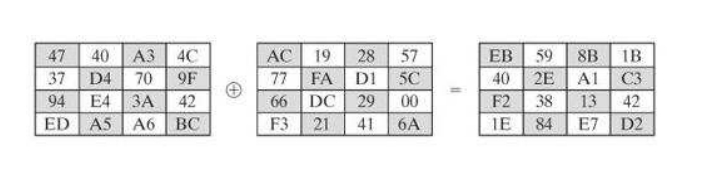 47 40 A3 4C AC 19 28 57 EB 59 8B 1B
37 D4 70 9F 77 FA D1 5C 40 2E A1 C3
⊕ =
94 E4 3A 42 66 DC 29 00 F2 38 13 42
ED A5 A6 BC F3 21 41 6A 1E 84 E7 D2